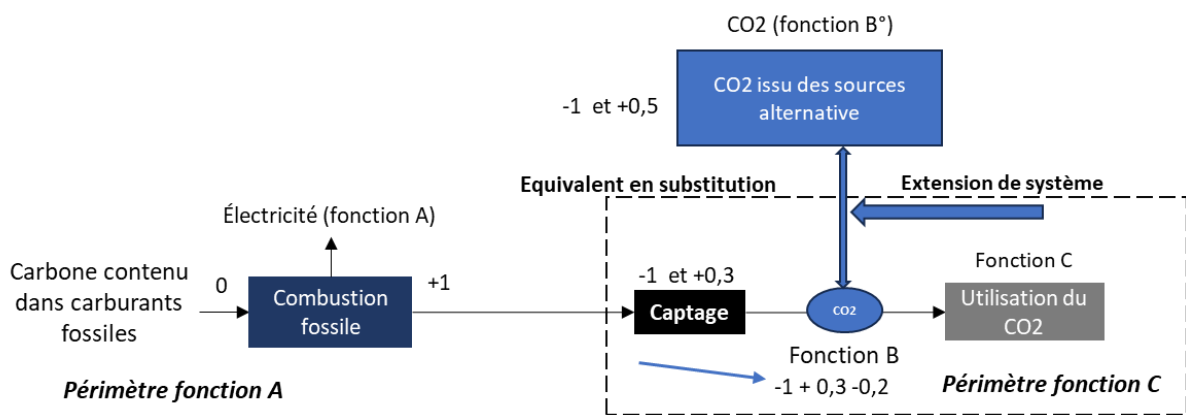 CO2 (fonction B°)
CO2 issu des sources
alternative
-1 et +0,5
Equivalent en substitution
Extension de système
Électricité (fonction A)
Carbone contenu
dans carburants
fossiles
0
Combustion
fossile
+1
-1 et +0,3
Captage
CO2
Fonction C
Utilisation du
CO2
Fonction B
-1 + 0,3 -0,2
Périmètre fonction A
Périmètre fonction C